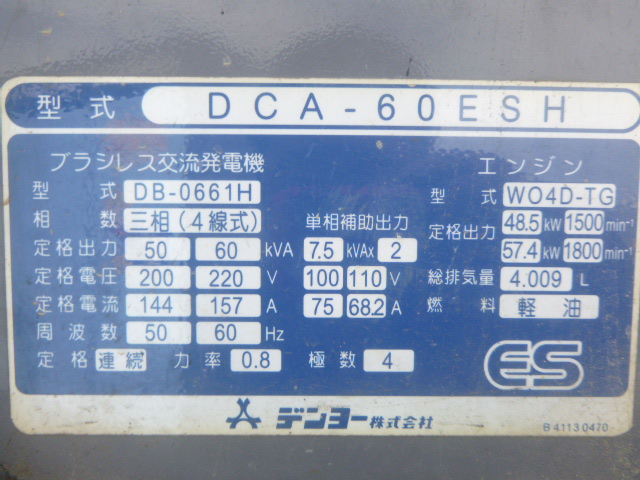 型式 DCA-60ESH
ブラシレス交流発電機
型式 DB-0661H
相数 三相(4線式) 単相補助出力
定格出力 50 60 kVA 7.5 kVAx 2
定格電圧 200 220 V 100 110 V
定格電流 144 157 A 75 68.2 A
周波数 50 60 Hz
定格 連続 力率 0.8 極数 4
エンジン
型式 W04D-TG
定格出力 48.5 kW 1500 min⁻¹
57.4 kW 1800 min⁻¹
総排気量 4.009 L
燃料 軽油
ES
デンヨー株式会社
B 4113 0470